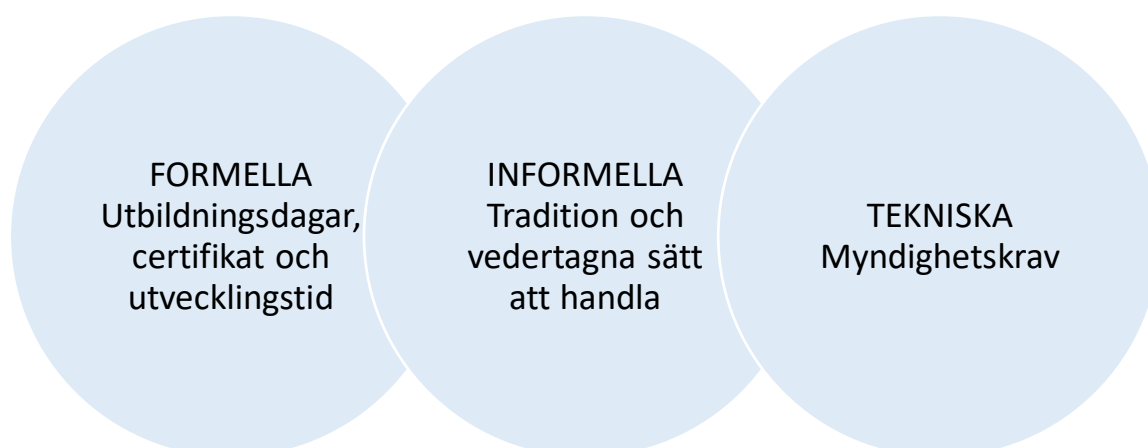 FORMELLA
Utbildningsdagar,
certifikat och
utvecklingstid
INFORMELLA
Tradition och
vedertagna sätt
att handla
TEKNISKA
Myndighetskrav